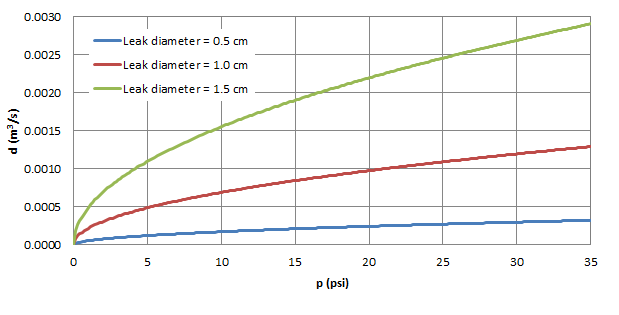 0.0030
0.0025
0.0020
0.0015
0.0010
0.0005
0.0000
d (m³/s)
Leak diameter = 0.5 cm
Leak diameter = 1.0 cm
Leak diameter = 1.5 cm
0 5 10 15 20 25 30 35
p (psi)